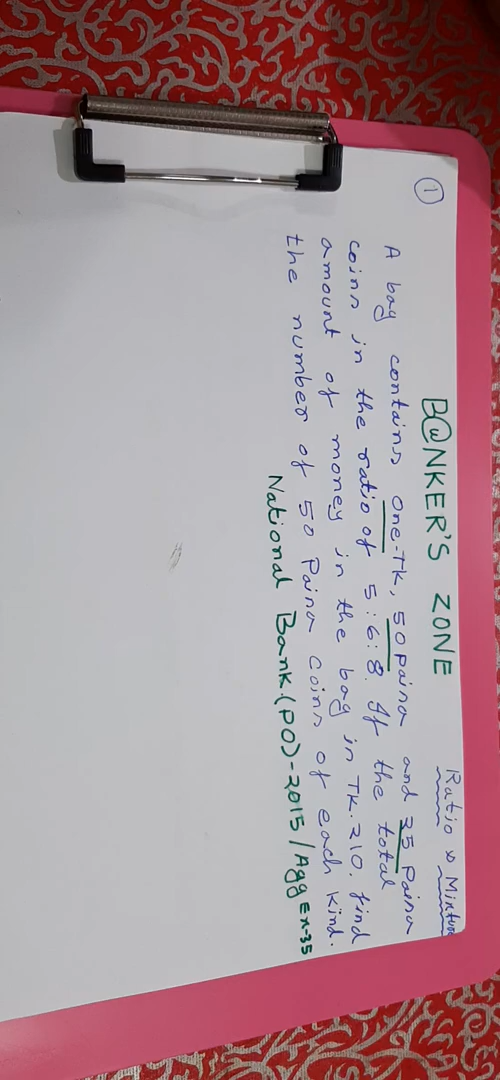 Ratio & Mixture
B@NKER'S ZONE
①
A bag contains one-TK, 50 paisa and 25 Paisa
coins in the ratio of 5:6:8. If the total
amount of money in the bag in TK. 210. find
the number of 50 Paisa coins of each kind.
National Bank.(PO)-2015/Agg Ex-35